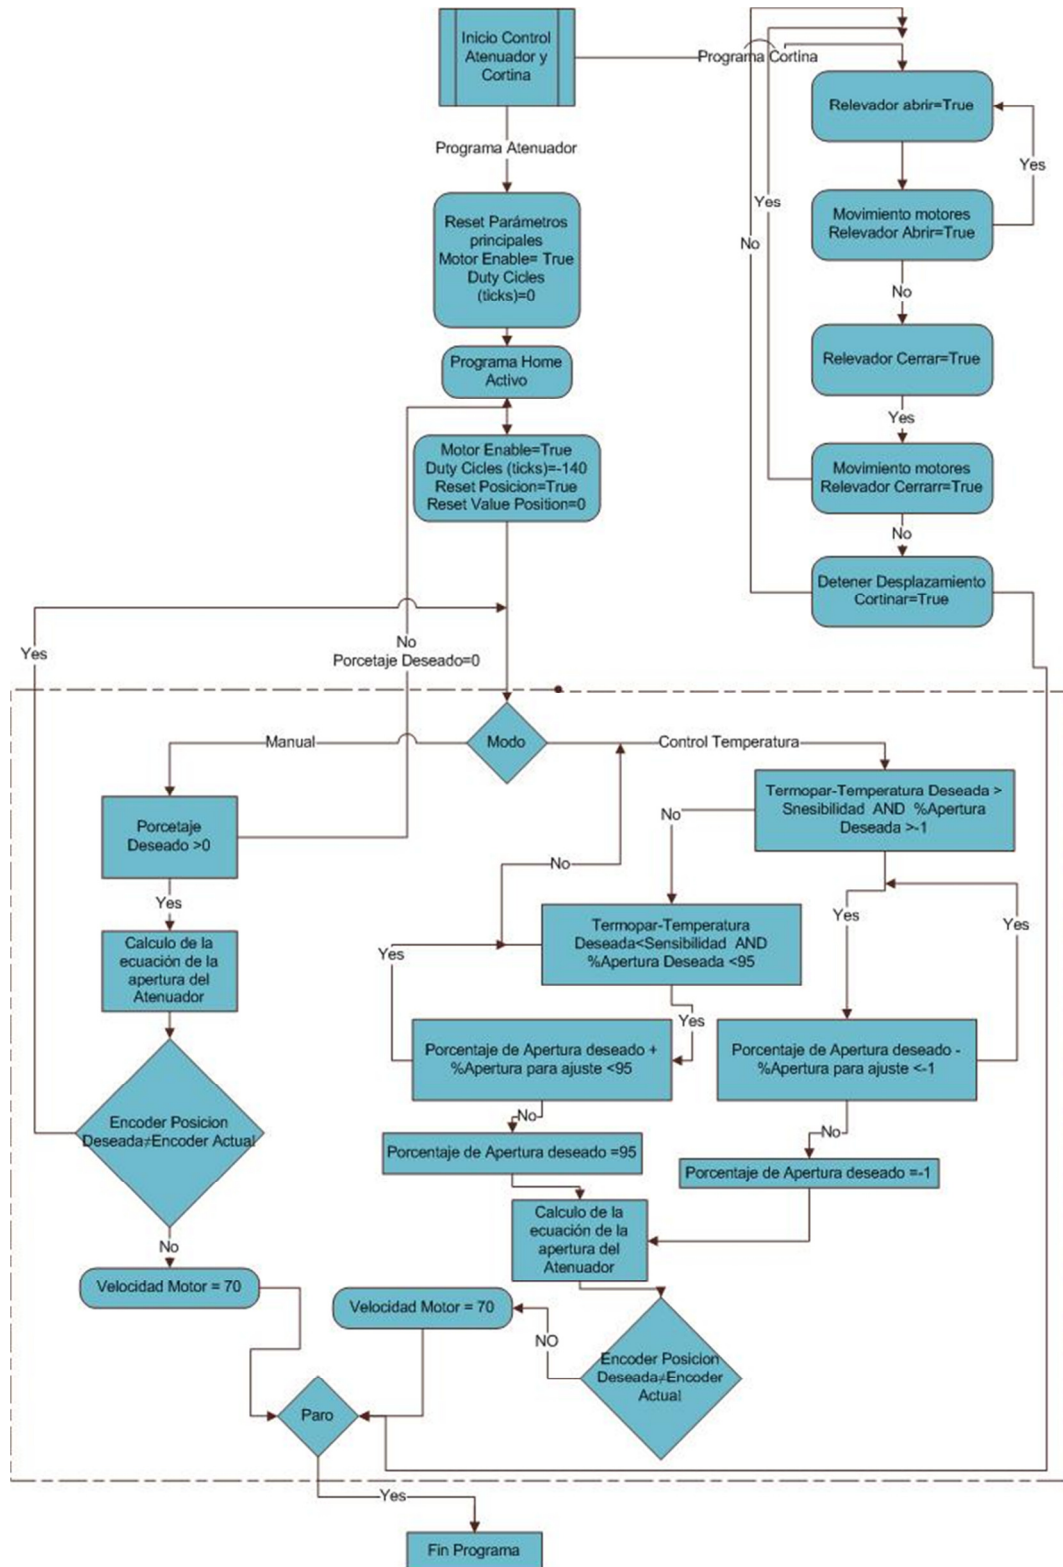 Inicio Control
Atenuador y
Cortina
Programa Cortina
Programa Atenuador
Relevador abrir=True
Yes
Movimiento motores
Relevador Abrir=True
No
Relevador Cerrar=True
Yes
Movimiento motores
Relevador Cerrarr=True
No
Detener Desplazamiento
Cortinar=True
Yes
No
Reset Parámetros
principales
Motor Enable= True
Duty Cicles
(ticks)=0
Programa Home
Activo
Motor Enable=True
Duty Cicles (ticks)=-140
Reset Posicion=True
Reset Value Position=0
Yes
No
Porcetaje Deseado=0
Modo
Manual
Control Temperatura
Porcetaje
Deseado >0
Yes
Calculo de la
ecuación de la
apertura del
Atenuador
Encoder Posicion
Deseada≠Encoder Actual
No
Velocidad Motor = 70
Termopar-Temperatura Deseada >
Snesibilidad AND %Apertura
Deseada >-1
No
No
Termopar-Temperatura
Deseada<Sensibilidad AND
%Apertura Deseada <95
Yes
Yes
Yes
Yes
Porcentaje de Apertura deseado +
%Apertura para ajuste <95
Porcentaje de Apertura deseado -
%Apertura para ajuste <-1
No
No
Porcentaje de Apertura deseado =95
Porcentaje de Apertura deseado =-1
Calculo de la
ecuación de la
apertura del
Atenuador
Velocidad Motor = 70
NO
Encoder Posicion
Deseada≠Encoder
Actual
Paro
Yes
Fin Programa